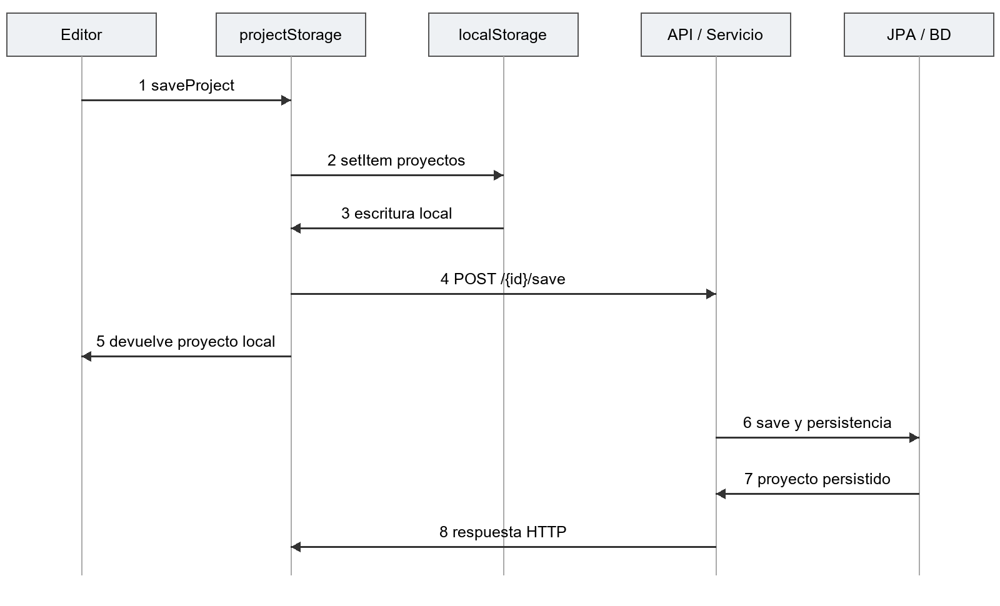 Editor
projectStorage
localStorage
API / Servicio
JPA / BD
1 saveProject
2 setItem proyectos
3 escritura local
4 POST /{id}/save
5 devuelve proyecto local
6 save y persistencia
7 proyecto persistido
8 respuesta HTTP